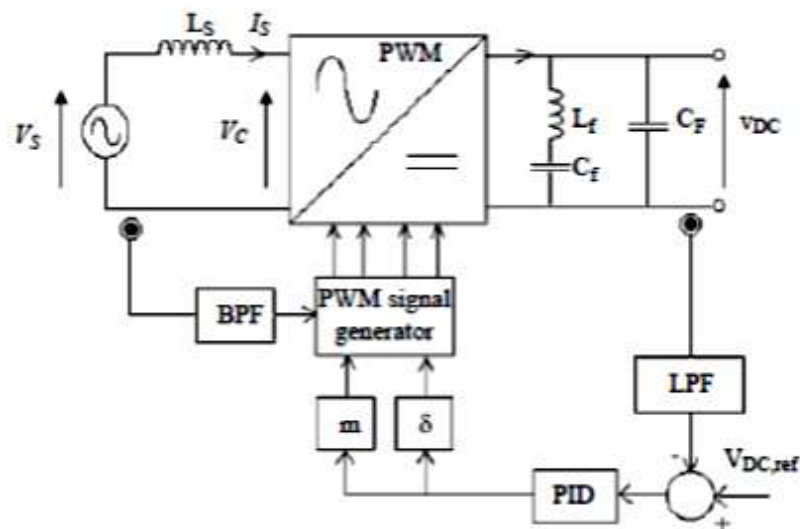 L_S
I_S
PWM
V_S
V_C
L_f
C_f
C_F
v_DC
BPF
PWM signal
generator
LPF
m
δ
PID
-
V_DC,ref
+